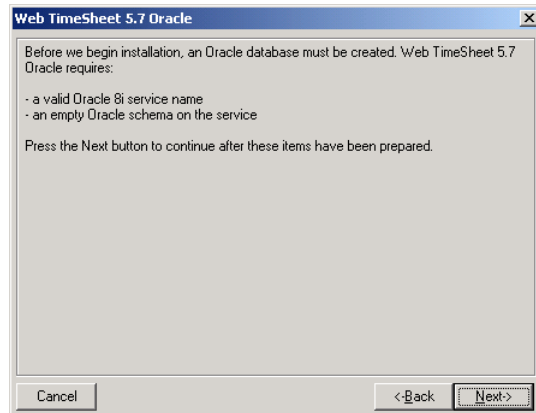 Web TimeSheet 5.7 Oracle
Before we begin installation, an Oracle database must be created. Web TimeSheet 5.7
Oracle requires:
- a valid Oracle 8i service name
- an empty Oracle schema on the service
Press the Next button to continue after these items have been prepared.
Cancel
<-Back
Next->